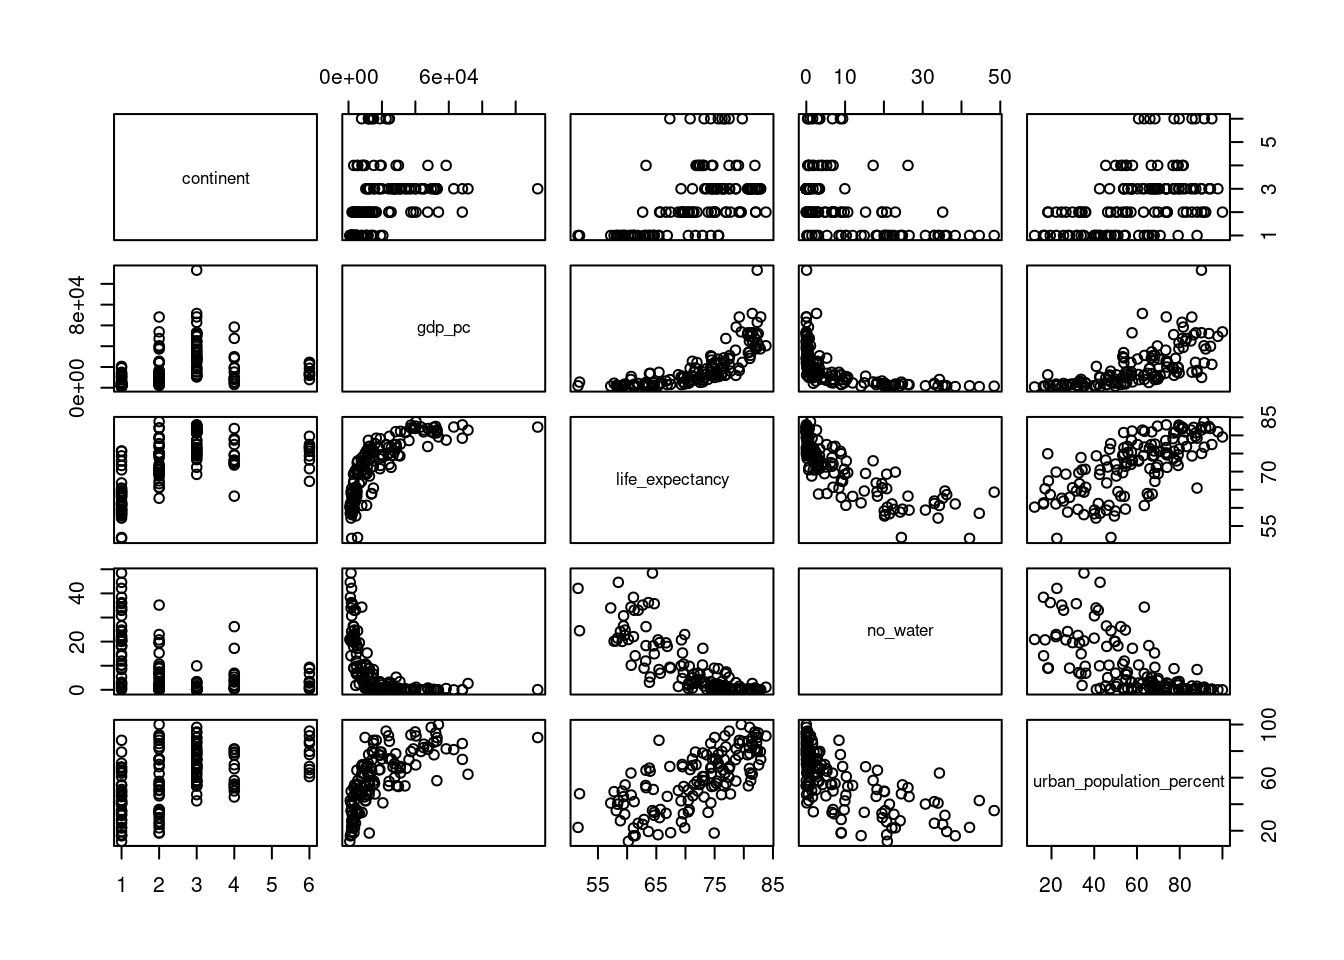 0e+00 6e+04 0 10 30 50
continent
1 3 5
gdp_pc
0e+00 8e+04
life_expectancy
55 70 85
no_water
0 20 40
urban_population_percent
20 60 100
1 2 3 4 5 6 55 65 75 85 20 40 60 80